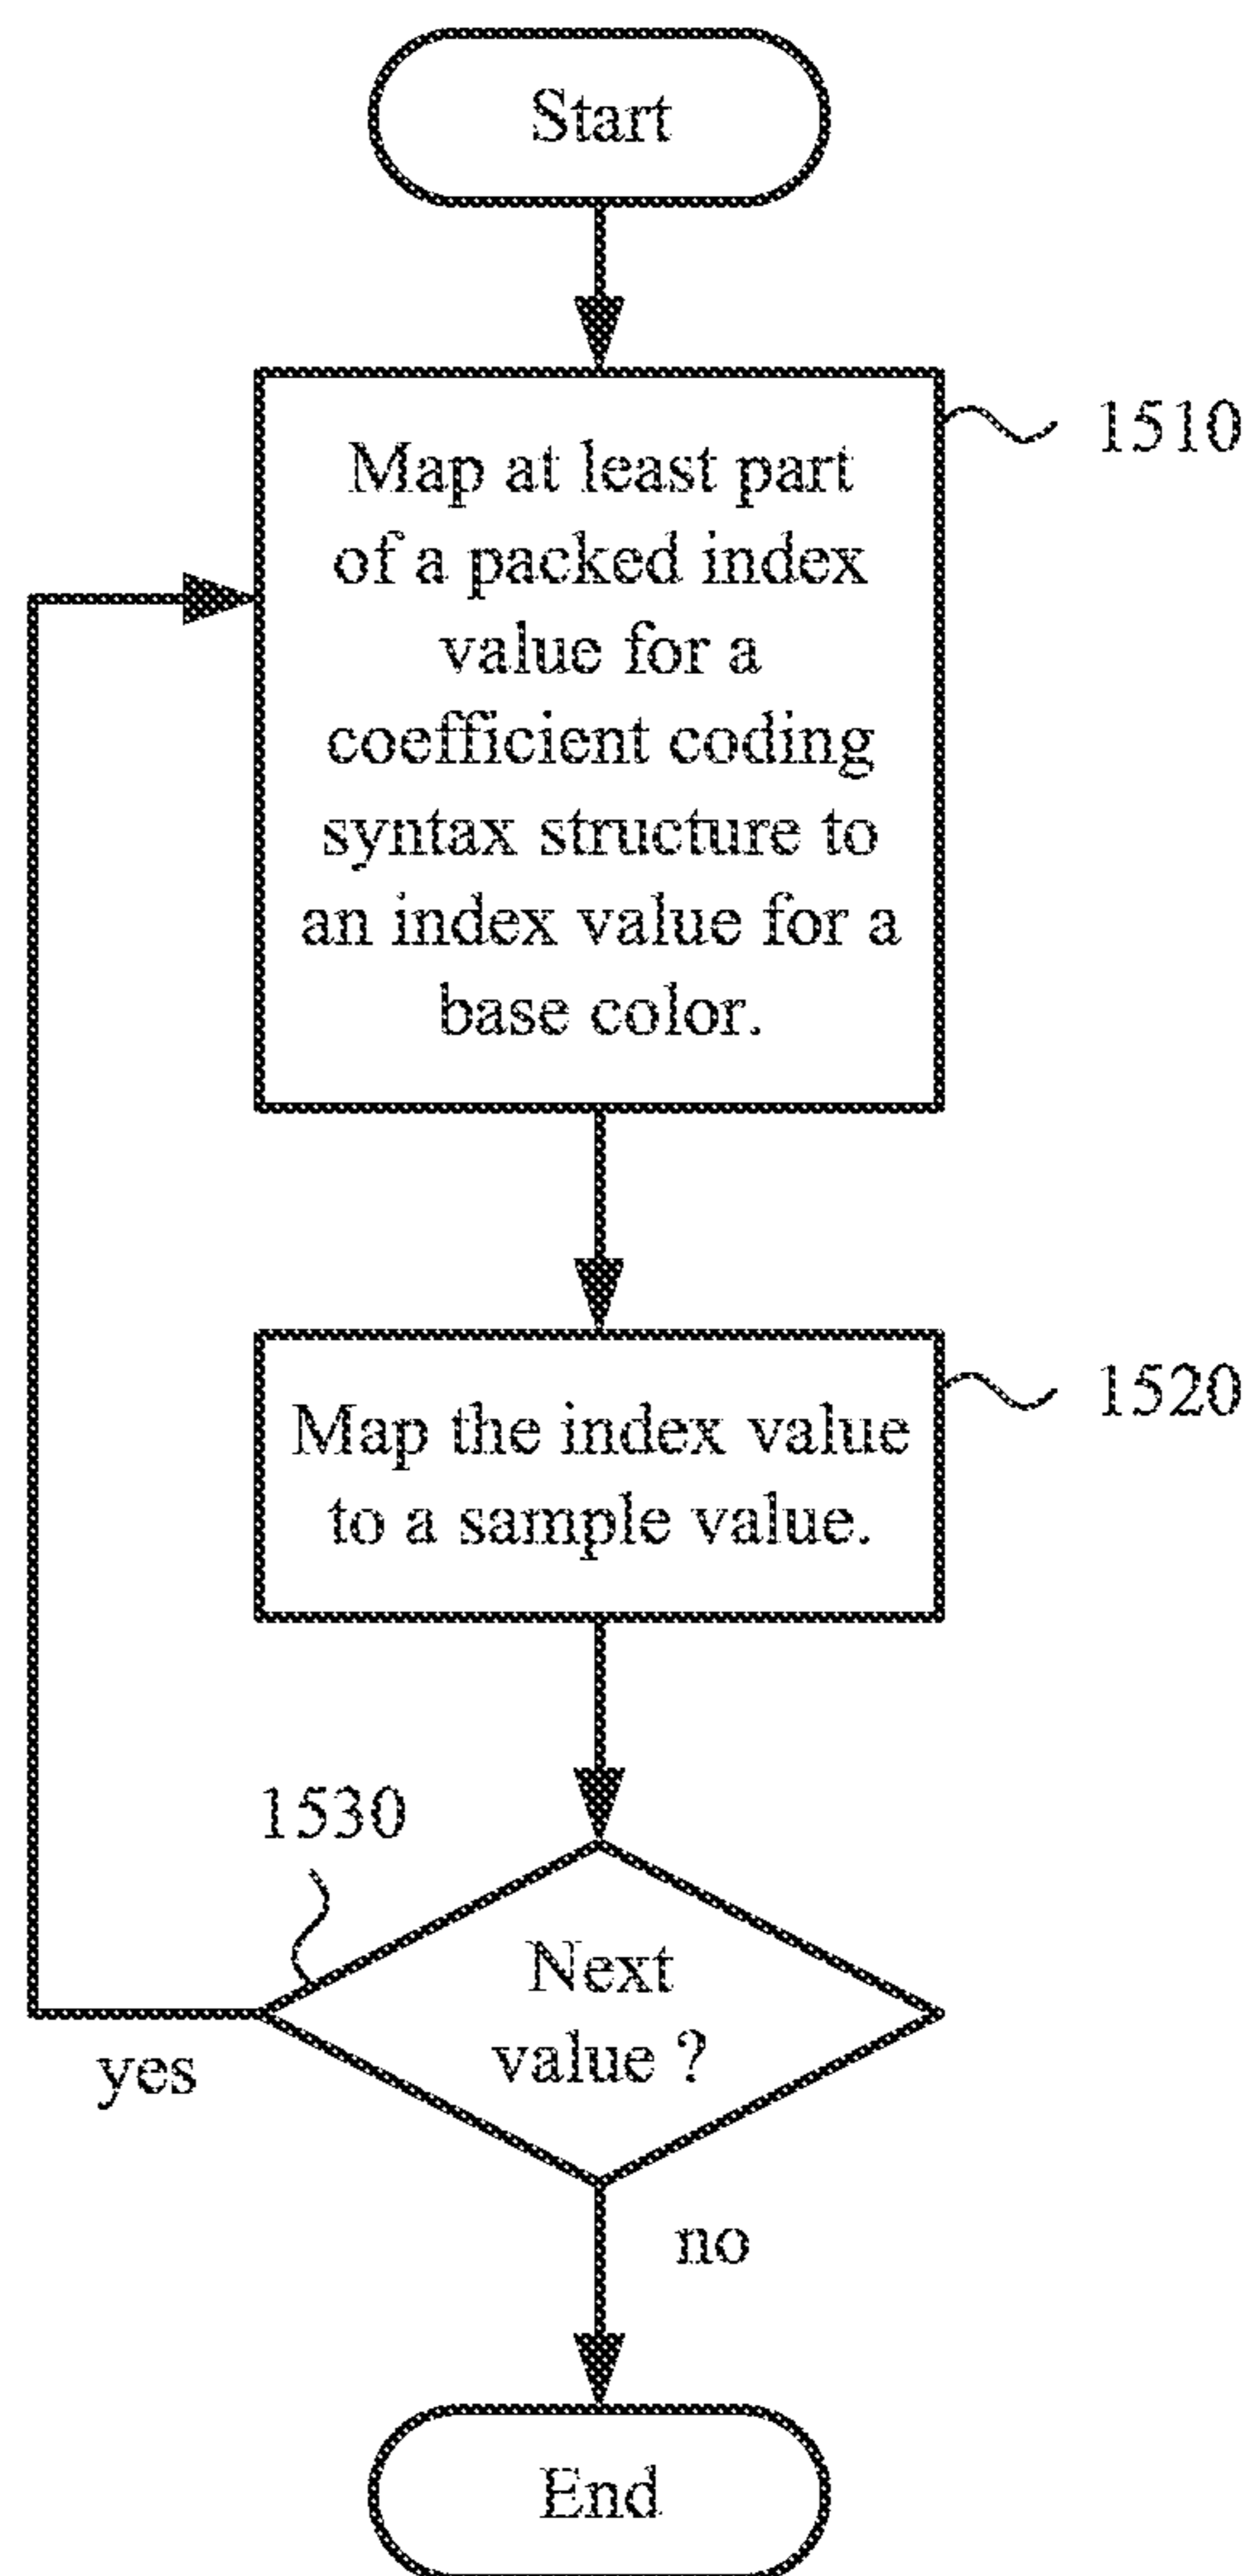 Start
Map at least part
of a packed index
value for a
coefficient coding
syntax structure to
an index value for a
base color.
1510
Map the index value
to a sample value.
1520
1530
Next
value ?
yes
no
End